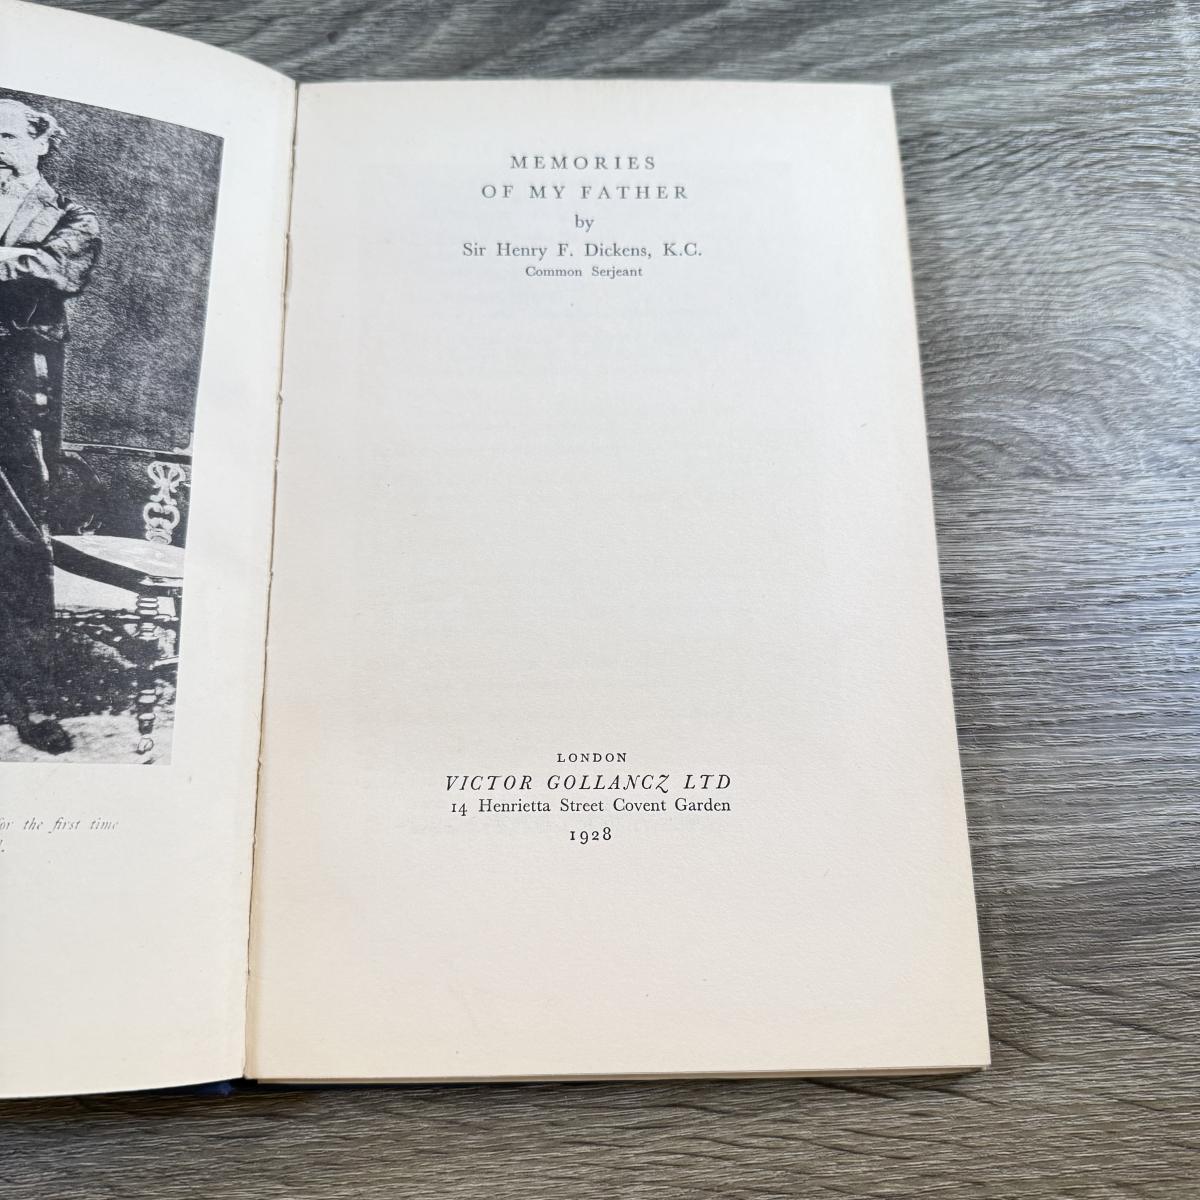 for the first time
MEMORIES
OF MY FATHER
by
Sir Henry F. Dickens, K.C.
Common Serjeant
LONDON
VICTOR GOLLANCZ LTD
14 Henrietta Street Covent Garden
1928